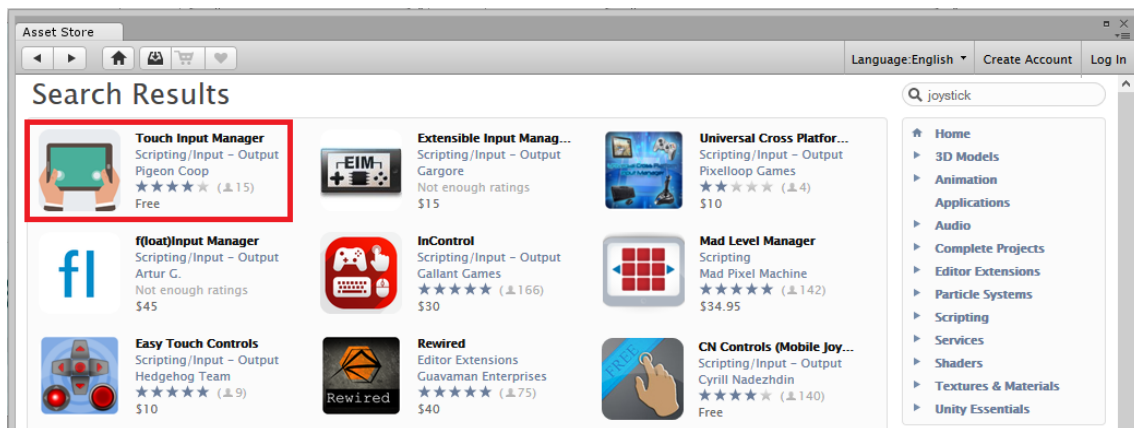 Asset Store
Language:English
Create Account
Log In
Search Results
joystick
Touch Input Manager
Scripting/Input – Output
Pigeon Coop
(15)
Free
EIM
Extensible Input Manag...
Scripting/Input – Output
Gargore
Not enough ratings
$15
Universal Cross Platfor...
Scripting/Input – Output
Pixelloop Games
(4)
$10
fl
f(loat)Input Manager
Scripting/Input – Output
Artur G.
Not enough ratings
$45
InControl
Scripting/Input – Output
Gallant Games
(166)
$30
Mad Level Manager
Scripting
Mad Pixel Machine
(142)
$34.95
Easy Touch Controls
Scripting/Input – Output
Hedgehog Team
(9)
$10
Rewired
Rewired
Editor Extensions
Guavaman Enterprises
(75)
$40
FREE
CN Controls (Mobile Joy...
Scripting/Input – Output
Cyrill Nadezhdin
(140)
Free
Home
3D Models
Animation
Applications
Audio
Complete Projects
Editor Extensions
Particle Systems
Scripting
Services
Shaders
Textures & Materials
Unity Essentials